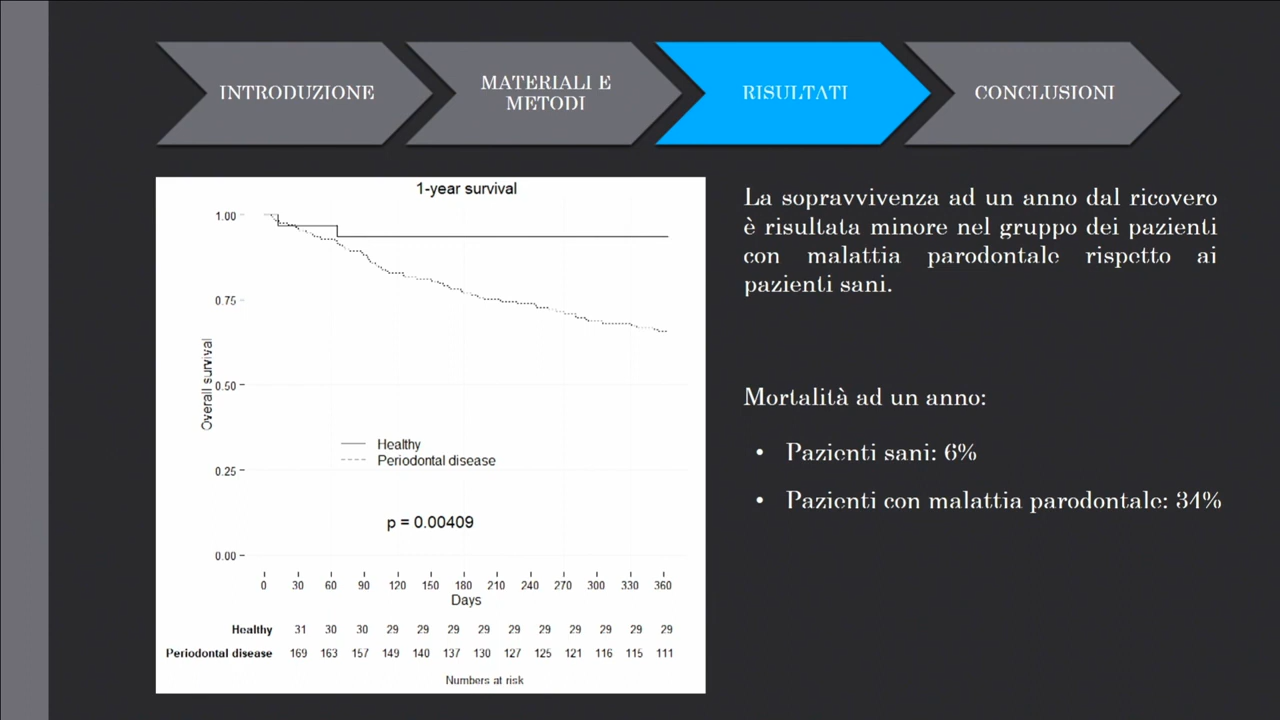 INTRODUZIONE
MATERIALI E
METODI
RISULTATI
CONCLUSIONI
1-year survival
1.00
0.75
0.50
0.25
0.00
Overall survival
Healthy
Periodontal disease
p = 0.00409
0 30 60 90 120 150 180 210 240 270 300 330 360
Days
Healthy 31 30 30 29 29 29 29 29 29 29 29 29 29
Periodontal disease 169 163 157 149 140 137 130 127 125 121 116 115 111
Numbers at risk
La sopravvivenza ad un anno dal ricovero
è risultata minore nel gruppo dei pazienti
con malattia parodontale rispetto ai
pazienti sani.
Mortalità ad un anno:
• Pazienti sani: 6%
• Pazienti con malattia parodontale: 34%